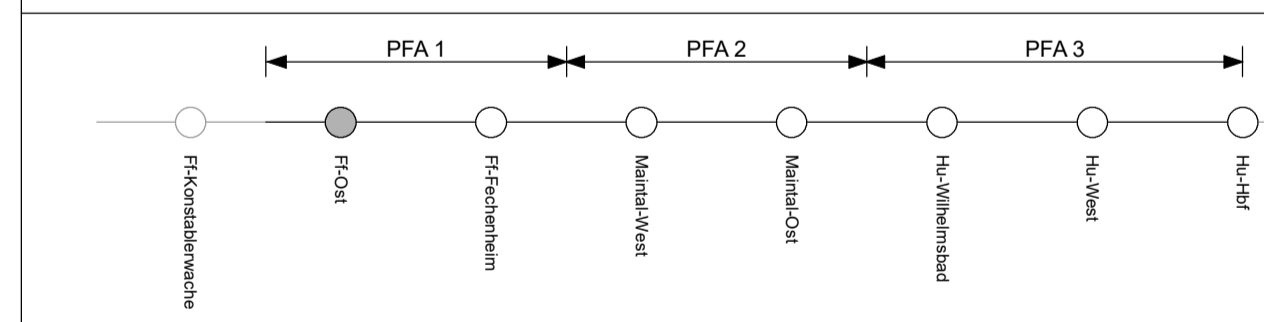 PFA 1
PFA 2
PFA 3
Ff-Konstablerwache
Ff-Ost
Ff-Fechenheim
Maintal-West
Maintal-Ost
Hu-Wilhelmsbad
Hu-West
Hu-Hbf